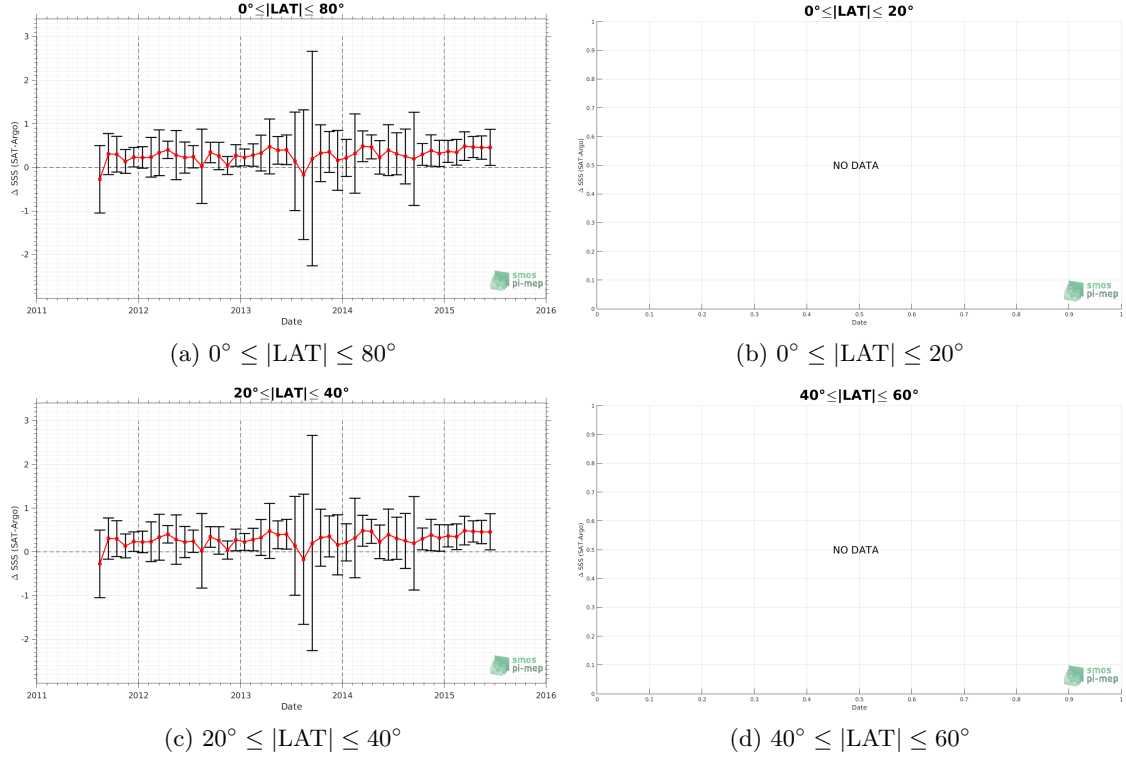 0°≤|LAT|≤ 80°
3
2
1
0
-1
-2
Δ SSS (SAT-Argo)
2011 2012 2013 2014 2015 2016
Date
smos
pi-mep
(a) 0° ≤ |LAT| ≤ 80°
0°≤|LAT|≤ 20°
1
0.9
0.8
0.7
0.6
0.5
0.4
0.3
0.2
0.1
0
Δ SSS (SAT-Argo)
NO DATA
0 0.1 0.2 0.3 0.4 0.5 0.6 0.7 0.8 0.9 1
Date
smos
pi-mep
(b) 0° ≤ |LAT| ≤ 20°
20°≤|LAT|≤ 40°
3
2
1
0
-1
-2
Δ SSS (SAT-Argo)
2011 2012 2013 2014 2015 2016
Date
smos
pi-mep
(c) 20° ≤ |LAT| ≤ 40°
40°≤|LAT|≤ 60°
1
0.9
0.8
0.7
0.6
0.5
0.4
0.3
0.2
0.1
0
Δ SSS (SAT-Argo)
NO DATA
0 0.1 0.2 0.3 0.4 0.5 0.6 0.7 0.8 0.9 1
Date
smos
pi-mep
(d) 40° ≤ |LAT| ≤ 60°